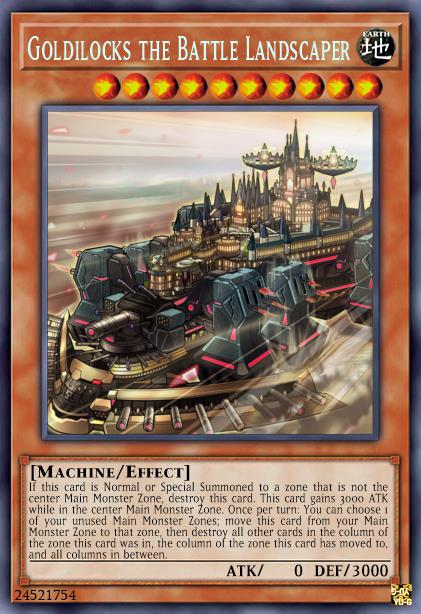 GOLDILOCKS THE BATTLE LANDSCAPER
EARTH
地
[MACHINE/EFFECT]
If this card is Normal or Special Summoned to a zone that is not the
center Main Monster Zone, destroy this card. This card gains 3000 ATK
while in the center Main Monster Zone. Once per turn: You can choose 1
of your unused Main Monster Zones; move this card from your Main
Monster Zone to that zone, then destroy all other cards in the column of
the zone this card was in, the column of the zone this card has moved to,
and all columns in between.
ATK/ 0 DEF/3000
24521754